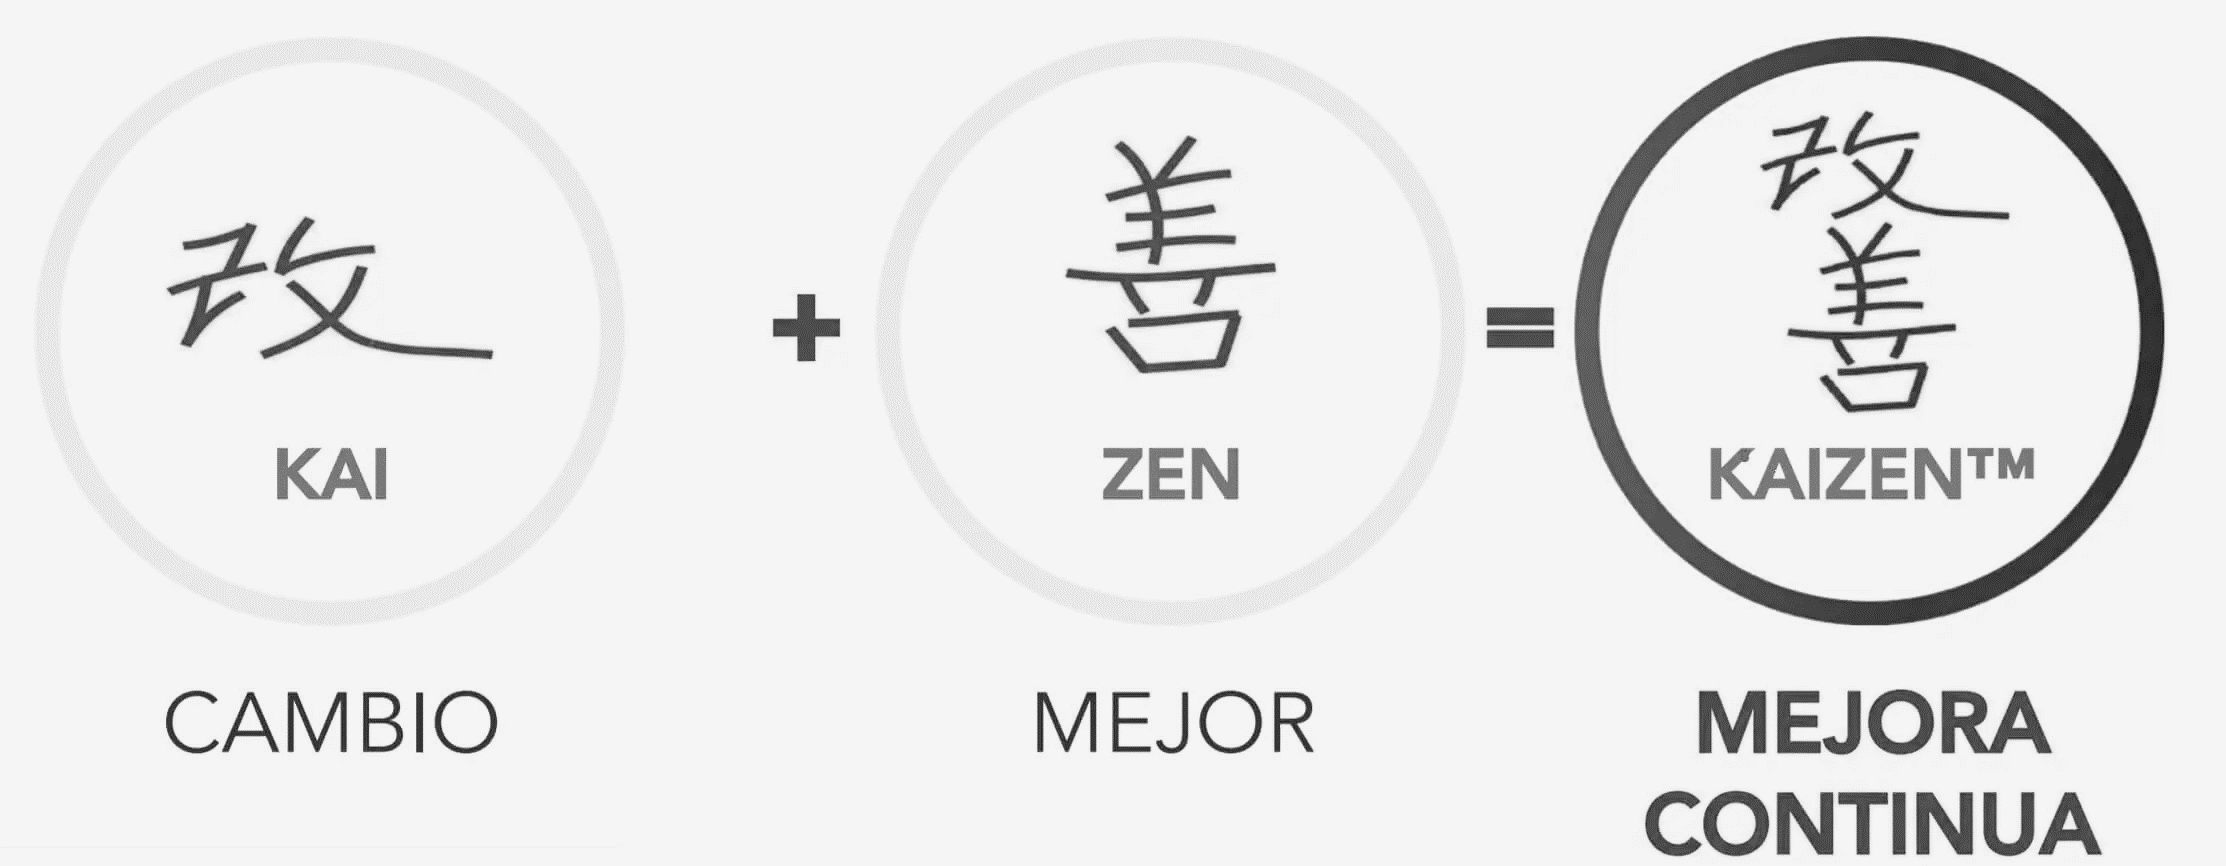 改
KAI
CAMBIO
+
善
ZEN
MEJOR
=
改
善
KAIZEN™
MEJORA
CONTINUA